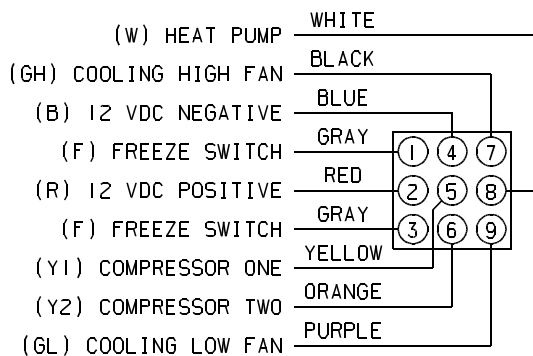 (W) HEAT PUMP WHITE
(GH) COOLING HIGH FAN BLACK
(B) 12 VDC NEGATIVE BLUE
(F) FREEZE SWITCH GRAY 1 4 7
(R) 12 VDC POSITIVE RED 2 5 8
(F) FREEZE SWITCH GRAY 3 6 9
(Y1) COMPRESSOR ONE YELLOW
(Y2) COMPRESSOR TWO ORANGE
(GL) COOLING LOW FAN PURPLE